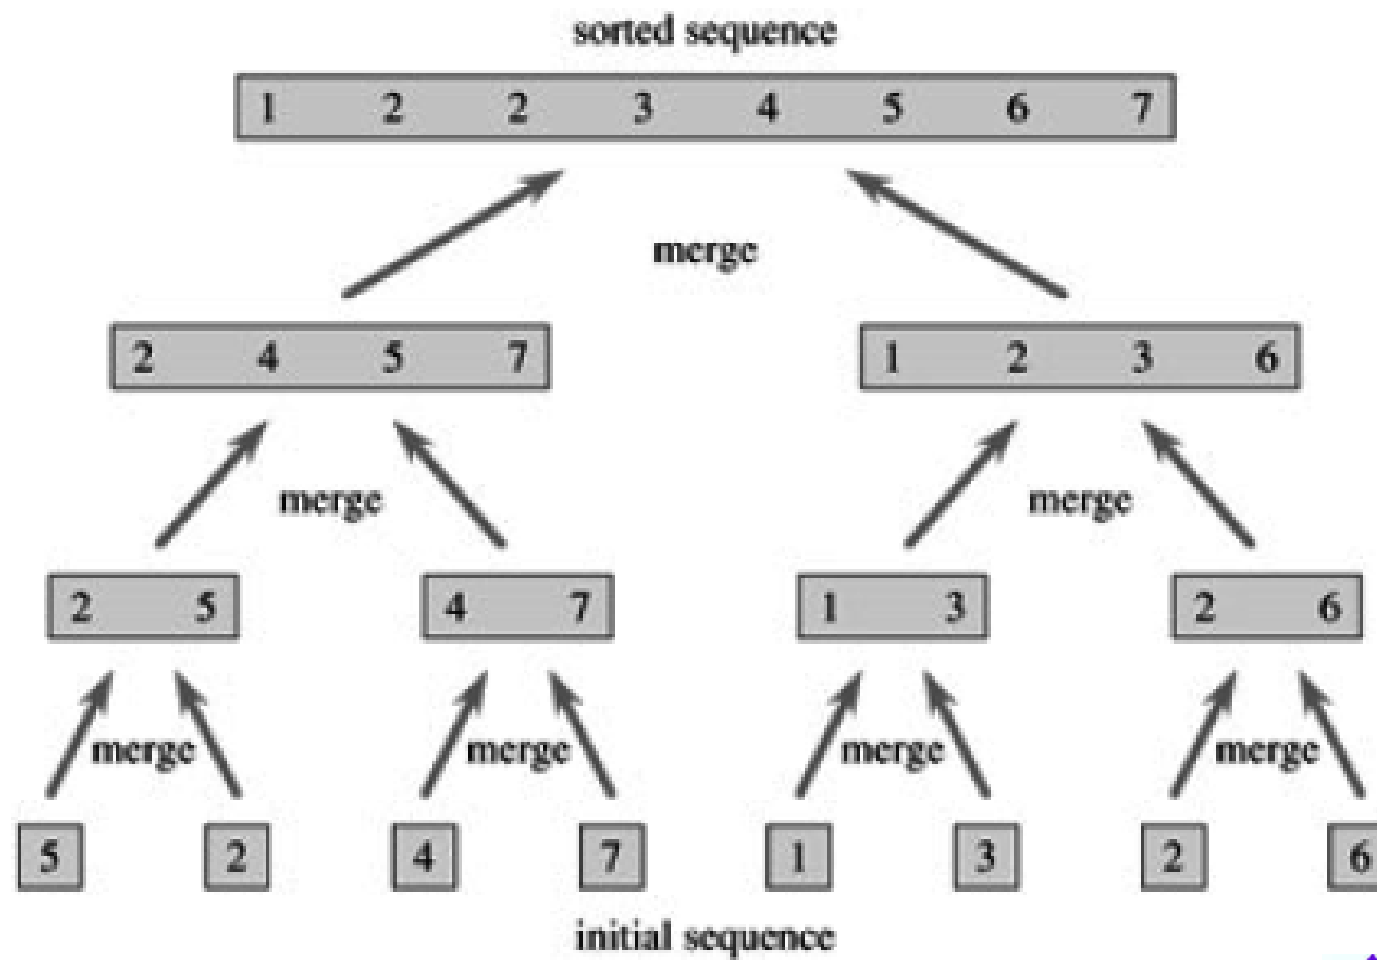 sorted sequence
1 2 2 3 4 5 6 7
merge
2 4 5 7
1 2 3 6
merge
merge
2 5
4 7
1 3
2 6
merge
merge
merge
merge
5
2
4
7
1
3
2
6
initial sequence